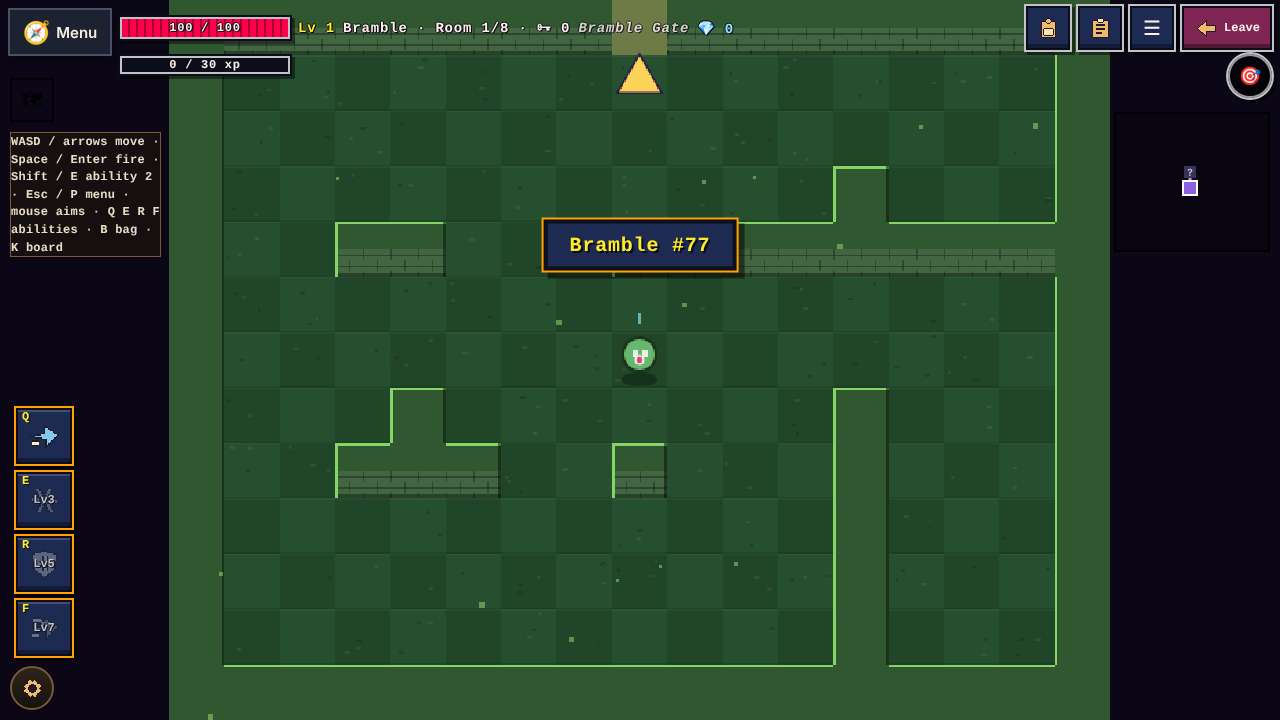 Menu
100 / 100
Lv 1 Bramble · Room 1/8 · 🗝 0 Bramble Gate 💎 0
0 / 30 xp
Leave
WASD / arrows move ·
Space / Enter fire ·
Shift / E ability 2
· Esc / P menu ·
mouse aims · Q E R F
abilities · B bag ·
K board
?
Bramble #77
Q
E
Lv3
R
Lv5
F
Lv7